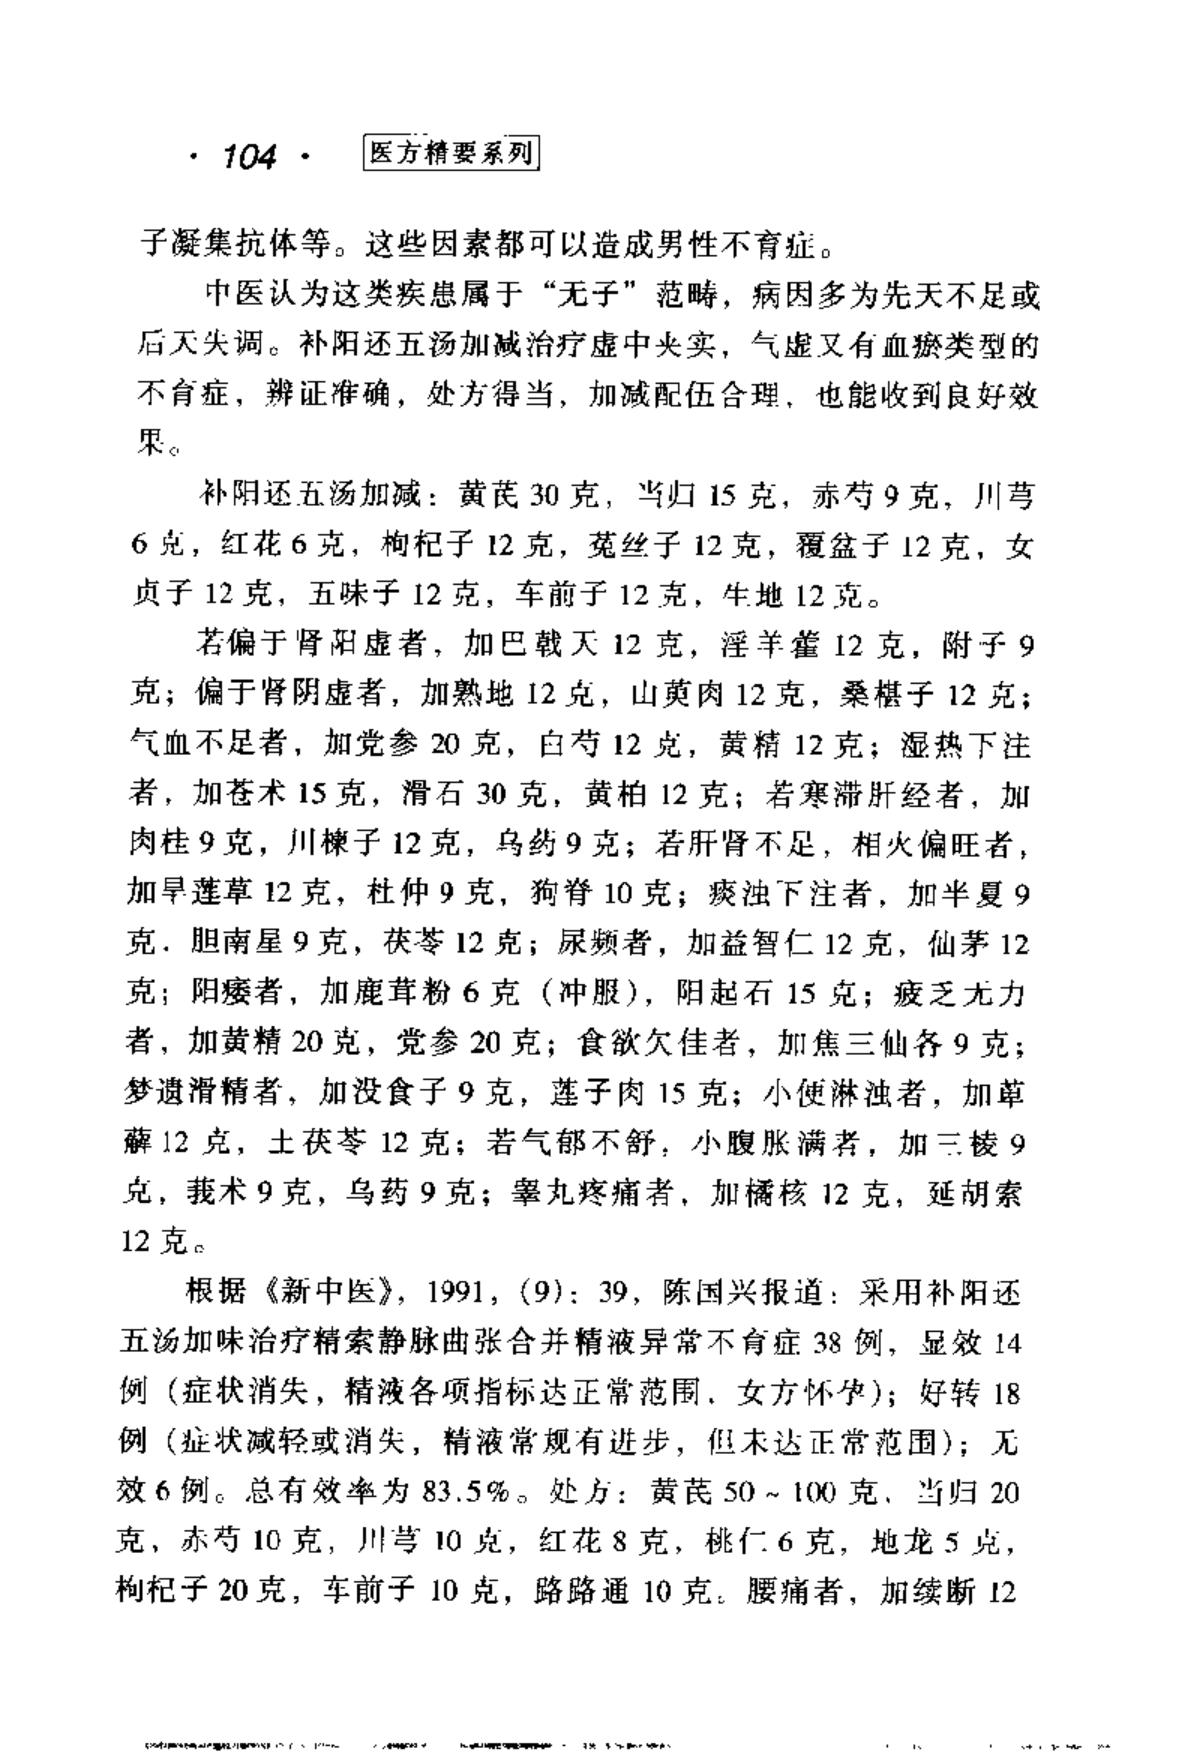 · 104 · 医方精要系列
子凝集抗体等。这些因素都可以造成男性不育症。
中医认为这类疾患属于“无子”范畴，病因多为先天不足或
后天失调。补阳还五汤加减治疗虚中夹实，气虚又有血瘀类型的
不育症，辨证准确，处方得当，加减配伍合理，也能收到良好效
果。
补阳还五汤加减：黄芪 30 克，当归 15 克，赤芍 9 克，川芎
6 克，红花 6 克，枸杞子 12 克，菟丝子 12 克，覆盆子 12 克，女
贞子 12 克，五味子 12 克，车前子 12 克，生地 12 克。
若偏于肾阳虚者，加巴戟天 12 克，淫羊藿 12 克，附子 9
克；偏于肾阴虚者，加熟地 12 克，山萸肉 12 克，桑椹子 12 克；
气血不足者，加党参 20 克，白芍 12 克，黄精 12 克；湿热下注
者，加苍术 15 克，滑石 30 克，黄柏 12 克；若寒滞肝经者，加
肉桂 9 克，川楝子 12 克，乌药 9 克；若肝肾不足，相火偏旺者，
加旱莲草 12 克，杜仲 9 克，狗脊 10 克；痰浊下注者，加半夏 9
克．胆南星 9 克，茯苓 12 克；尿频者，加益智仁 12 克，仙茅 12
克；阳痿者，加鹿茸粉 6 克（冲服），阳起石 15 克；疲乏无力
者，加黄精 20 克，党参 20 克；食欲欠佳者，加焦三仙各 9 克；
梦遗滑精者，加没食子 9 克，莲子肉 15 克；小便淋浊者，加萆
薢 12 克，土茯苓 12 克；若气郁不舒，小腹胀满者，加三棱 9
克，莪术 9 克，乌药 9 克；睾丸疼痛者，加橘核 12 克，延胡索
12 克。
根据《新中医》，1991，（9）：39，陈国兴报道：采用补阳还
五汤加味治疗精索静脉曲张合并精液异常不育症 38 例，显效 14
例（症状消失，精液各项指标达正常范围．女方怀孕）；好转 18
例（症状减轻或消失，精液常规有进步，但未达正常范围）；无
效 6 例。总有效率为 83.5%。处方：黄芪 50 ~ 100 克．当归 20
克，赤芍 10 克，川芎 10 克，红花 8 克，桃仁 6 克，地龙 5 克，
枸杞子 20 克，车前子 10 克，路路通 10 克。腰痛者，加续断 12